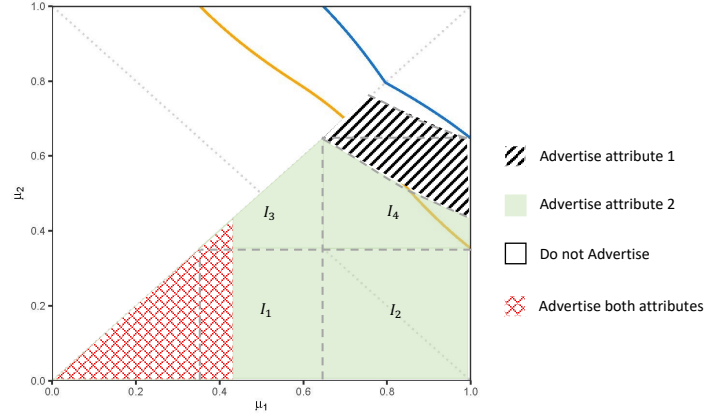 1.0
0.8
0.6
0.4
0.2
0.0
μ2
0.0 0.2 0.4 0.6 0.8 1.0
μ1
I3
I4
I1
I2
Advertise attribute 1
Advertise attribute 2
Do not Advertise
Advertise both attributes